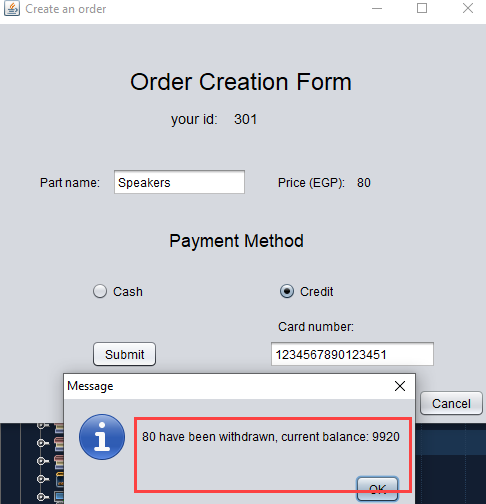 Create an order
Order Creation Form
your id: 301
Part name: Speakers Price (EGP): 80
Payment Method
Cash Credit
Card number:
Submit 1234567890123451
Cancel
Message
80 have been withdrawn, current balance: 9920
OK